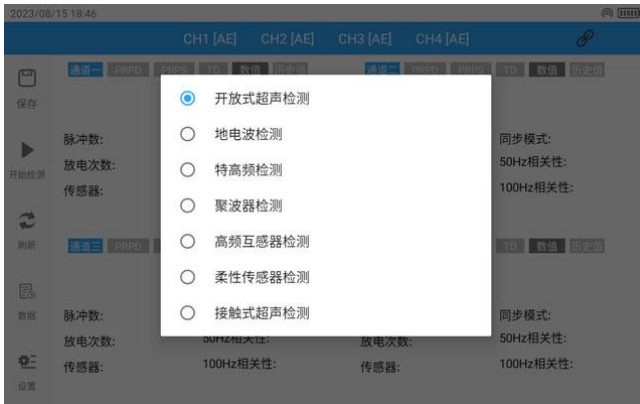 2023/08/15 18:46
CH1 [AE] CH2 [AE] CH3 [AE] CH4 [AE]
通道一 PRPD PRPS TD 数值 历史值 通道二 PRPD PRPS TD 数值 历史值
保存
开始检测
刷新
数据
设置
开放式超声检测
地电波检测
特高频检测
聚波器检测
高频互感器检测
柔性传感器检测
接触式超声检测
脉冲数: 同步模式:
放电次数: 50Hz相关性:
传感器: 100Hz相关性:
通道三 PRPD TD 数值 历史值
脉冲数: 同步模式:
放电次数: 50Hz相关性: 放电次数: 50Hz相关性:
传感器: 100Hz相关性: 传感器: 100Hz相关性: